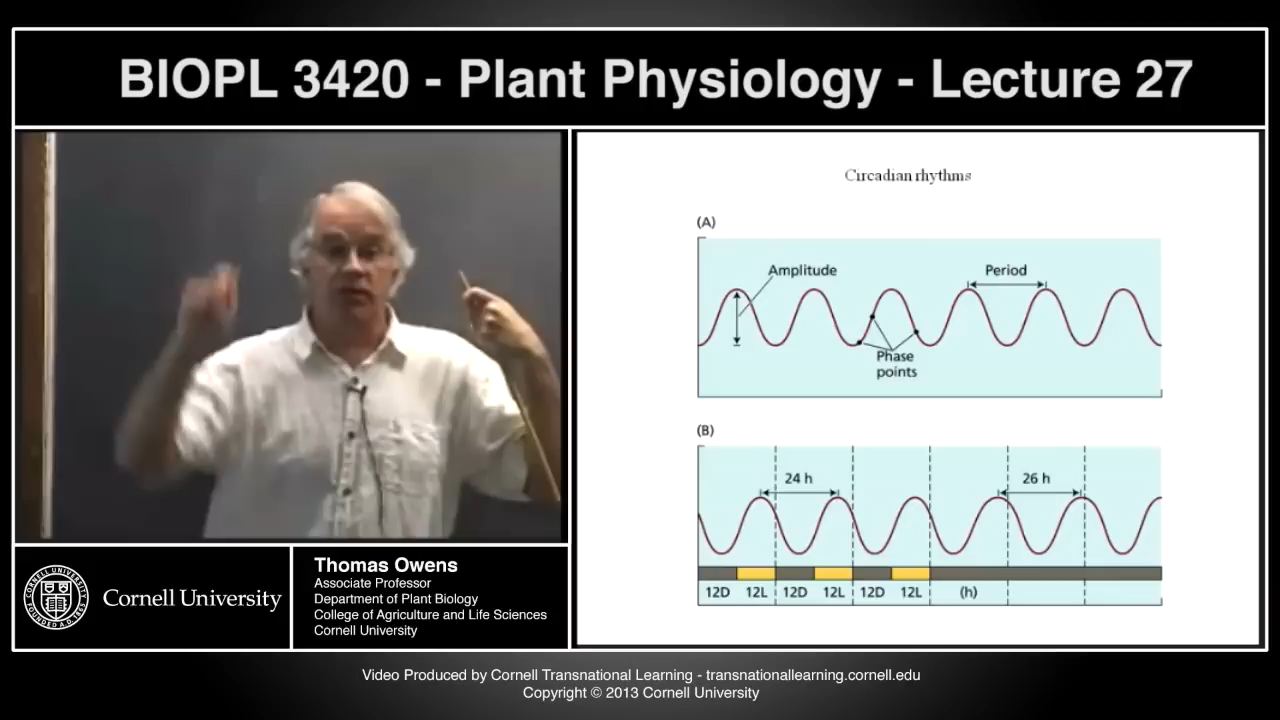 BIOPL 3420 - Plant Physiology - Lecture 27
Circadian rhythms
(A)
Amplitude
Period
Phase
points
(B)
24 h
26 h
12D 12L 12D 12L 12D 12L (h)
Cornell University
Thomas Owens
Associate Professor
Department of Plant Biology
College of Agriculture and Life Sciences
Cornell University
Video Produced by Cornell Transnational Learning - transnationallearning.cornell.edu
Copyright © 2013 Cornell University